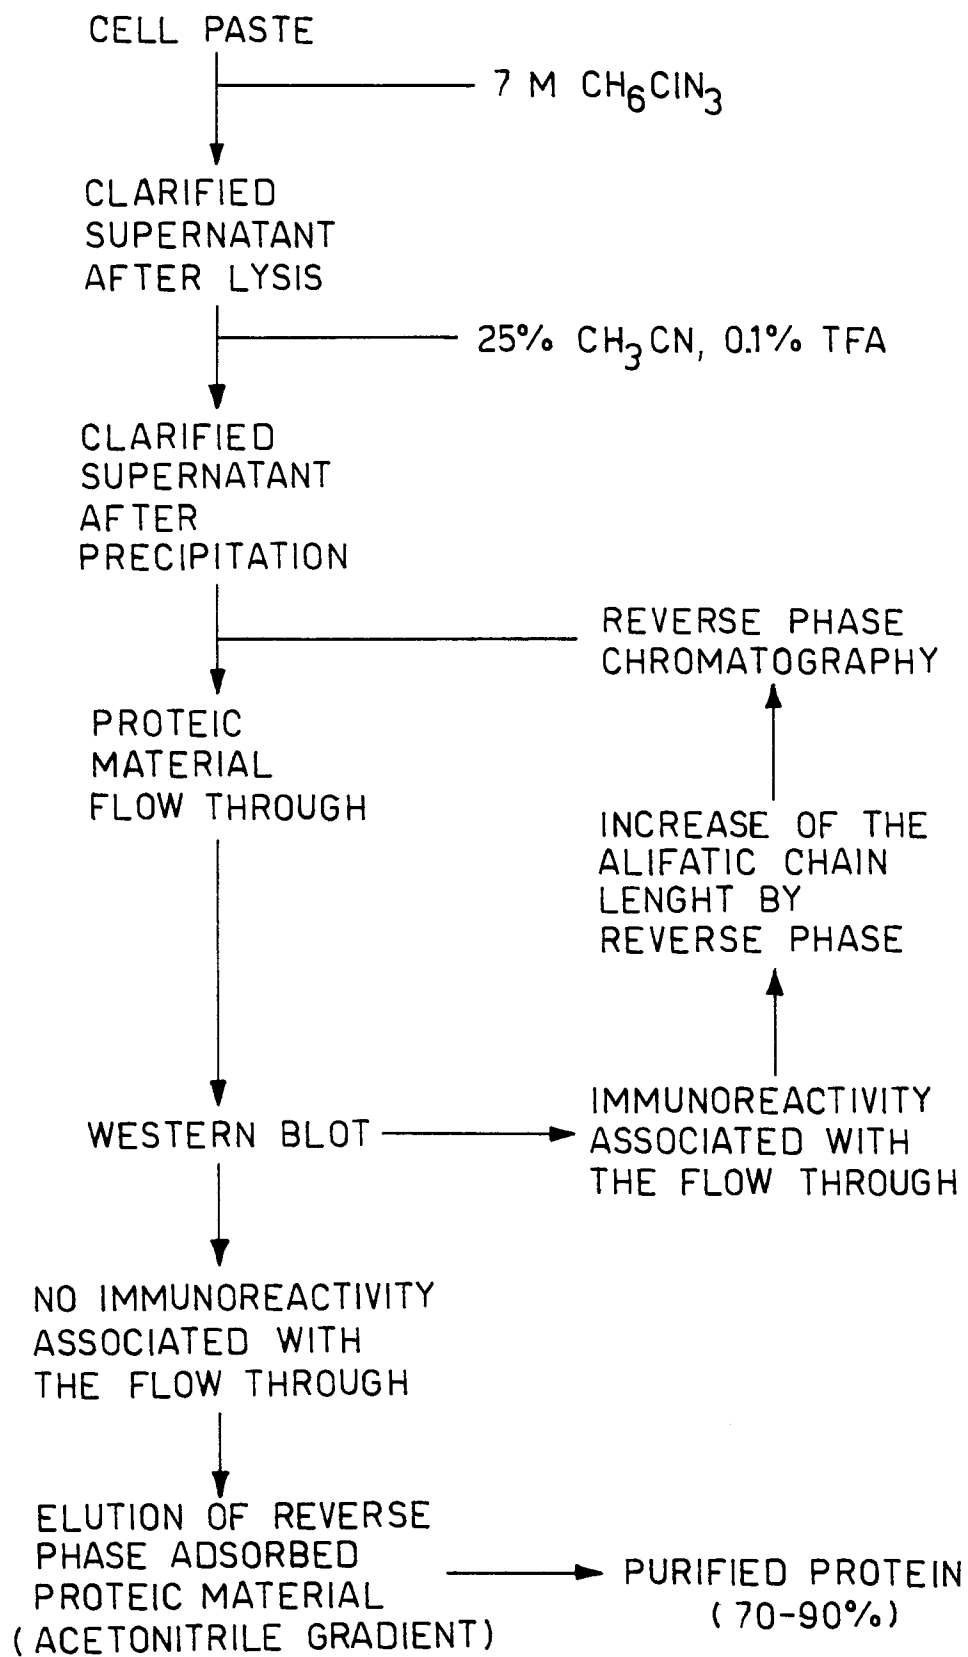 CELL PASTE
7 M CH6ClN3
CLARIFIED
SUPERNATANT
AFTER LYSIS
25% CH3CN, 0.1% TFA
CLARIFIED
SUPERNATANT
AFTER
PRECIPITATION
REVERSE PHASE
CHROMATOGRAPHY
PROTEIC
MATERIAL
FLOW THROUGH
INCREASE OF THE
ALIFATIC CHAIN
LENGHT BY
REVERSE PHASE
WESTERN BLOT
IMMUNOREACTIVITY
ASSOCIATED WITH
THE FLOW THROUGH
NO IMMUNOREACTIVITY
ASSOCIATED WITH
THE FLOW THROUGH
ELUTION OF REVERSE
PHASE ADSORBED
PROTEIC MATERIAL
(ACETONITRILE GRADIENT)
PURIFIED PROTEIN
(70-90%)